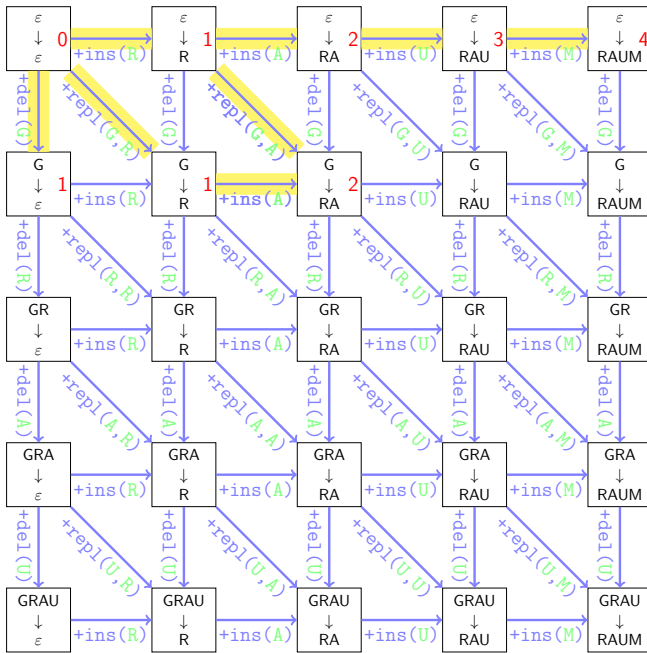 ε ε ε ε ε
↓ 0 ↓ 1 ↓ 2 ↓ 3 ↓ 4
ε +ins(R) R +ins(A) RA +ins(U) RAU +ins(M) RAUM
+del(G) +repl(G,R) +del(G) +repl(G,A) +del(G) +repl(G,U) +del(G) +repl(G,M) +del(G)
G G G G G
↓ 1 ↓ 1 ↓ 2 ↓ ↓
ε +ins(R) R +ins(A) RA +ins(U) RAU +ins(M) RAUM
+del(R) +repl(R,R) +del(R) +repl(R,A) +del(R) +repl(R,U) +del(R) +repl(R,M) +del(R)
GR GR GR GR GR
↓ ↓ ↓ ↓ ↓
ε +ins(R) R +ins(A) RA +ins(U) RAU +ins(M) RAUM
+del(A) +repl(A,R) +del(A) +repl(A,A) +del(A) +repl(A,U) +del(A) +repl(A,M) +del(A)
GRA GRA GRA GRA GRA
↓ ↓ ↓ ↓ ↓
ε +ins(R) R +ins(A) RA +ins(U) RAU +ins(M) RAUM
+del(U) +repl(U,R) +del(U) +repl(U,A) +del(U) +repl(U,U) +del(U) +repl(U,M) +del(U)
GRAU GRAU GRAU GRAU GRAU
↓ ↓ ↓ ↓ ↓
ε +ins(R) R +ins(A) RA +ins(U) RAU +ins(M) RAUM